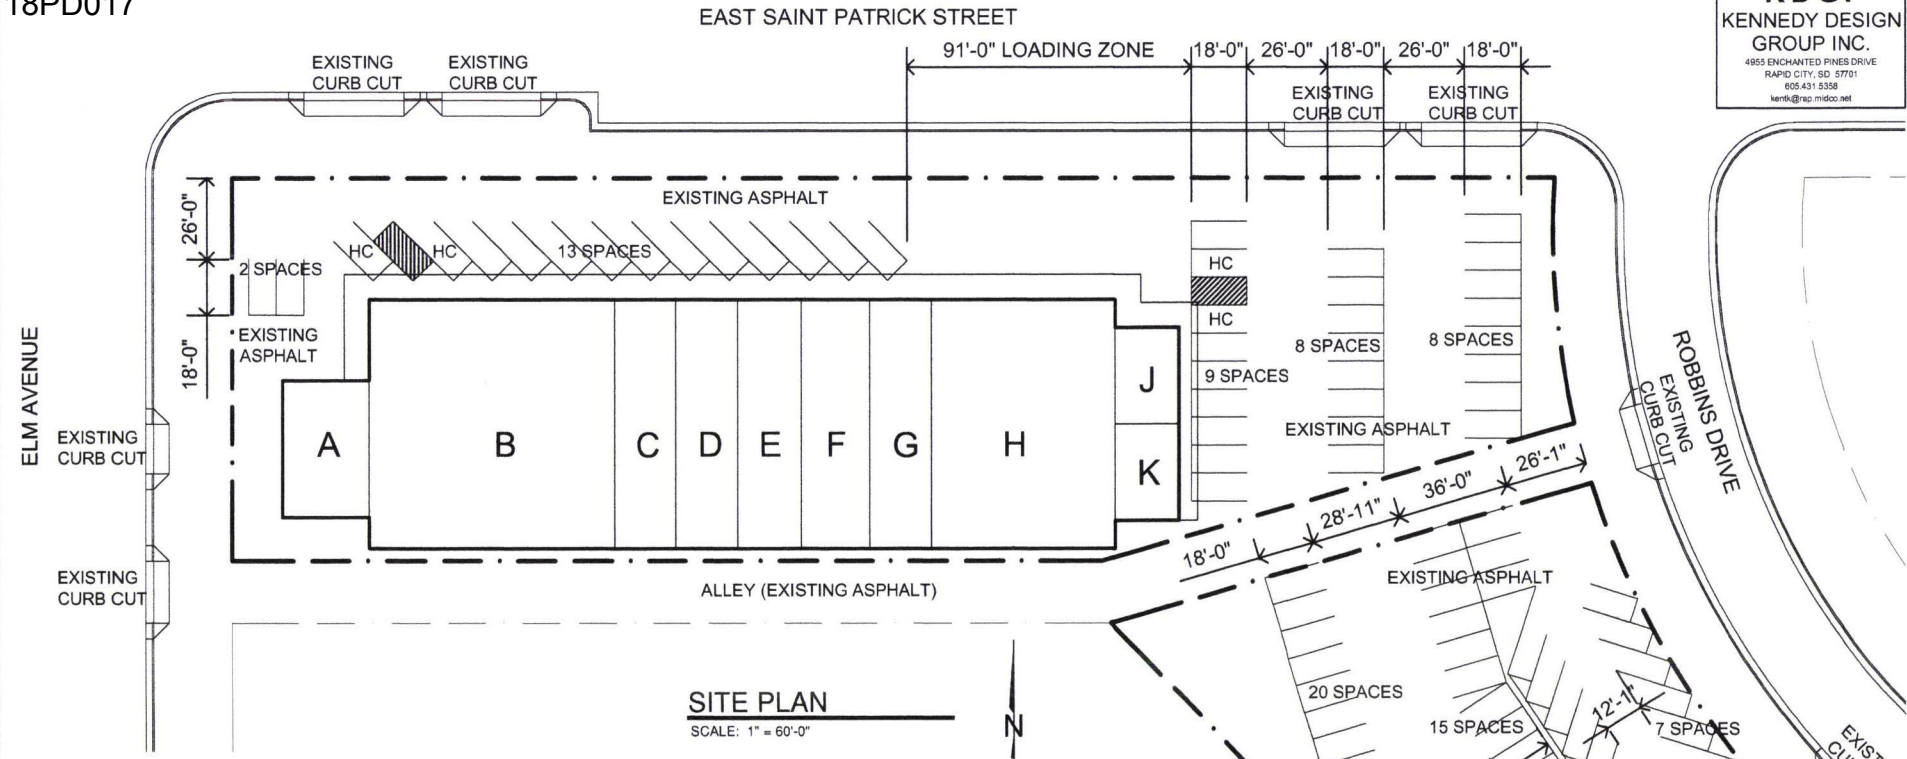 18PD017
EAST SAINT PATRICK STREET
KENNEDY DESIGN
GROUP INC.
4955 ENCHANTED PINES DRIVE
RAPID CITY, SD 57701
605.431.5358
kentk@rap.midco.net
91'-0" LOADING ZONE
18'-0"
26'-0"
18'-0"
26'-0"
18'-0"
EXISTING
CURB CUT
EXISTING
CURB CUT
EXISTING
CURB CUT
EXISTING
CURB CUT
EXISTING ASPHALT
26'-0"
HC
HC
13 SPACES
2 SPACES
HC
HC
18'-0"
EXISTING
ASPHALT
ELM AVENUE
8 SPACES
8 SPACES
9 SPACES
ROBBINS DRIVE
EXISTING
CURB CUT
J
EXISTING ASPHALT
A
B
C
D
E
F
G
H
K
EXISTING
CURB CUT
26'-1"
36'-0"
28'-11"
18'-0"
EXISTING
CURB CUT
ALLEY (EXISTING ASPHALT)
EXISTING ASPHALT
SITE PLAN
SCALE: 1" = 60'-0"
N
20 SPACES
15 SPACES
12'-1"
7 SPACES